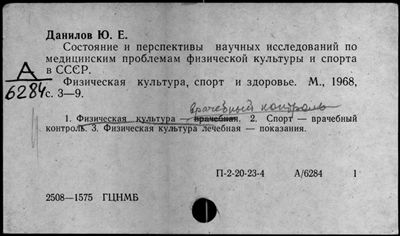 Данилов Ю. Е.
Состояние и перспективы научных исследований по
медицинским проблемам физической культуры и спорта
в СССР.
А
6284
Физическая культура, спорт и здоровье. М., 1968,
с. 3—9.
врачебный контроль
1. Физическая культура — врачебная. 2. Спорт — врачебный
контроль. 3. Физическая культура лечебная — показания.
П-2-20-23-4 А/6284 1
2508—1575 ГЦНМБ